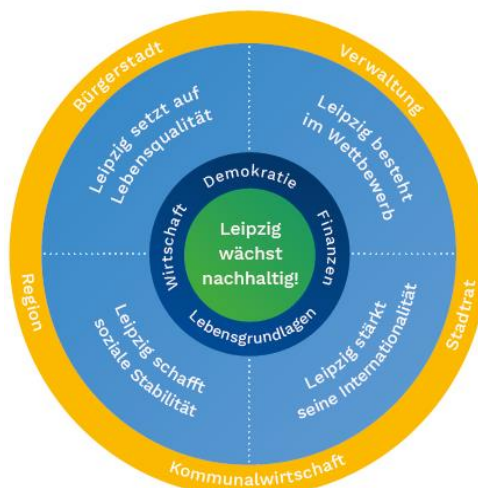 Bürgerstadt
Verwaltung
Leipzig setzt auf
Lebensqualität
Leipzig besteht
im Wettbewerb
Demokratie
Wirtschaft
Finanzen
Leipzig
wächst
nachhaltig!
Lebensgrundlagen
Region
Stadtrat
Leipzig schafft
soziale Stabilität
Leipzig stärkt
seine Internationalität
Kommunalwirtschaft